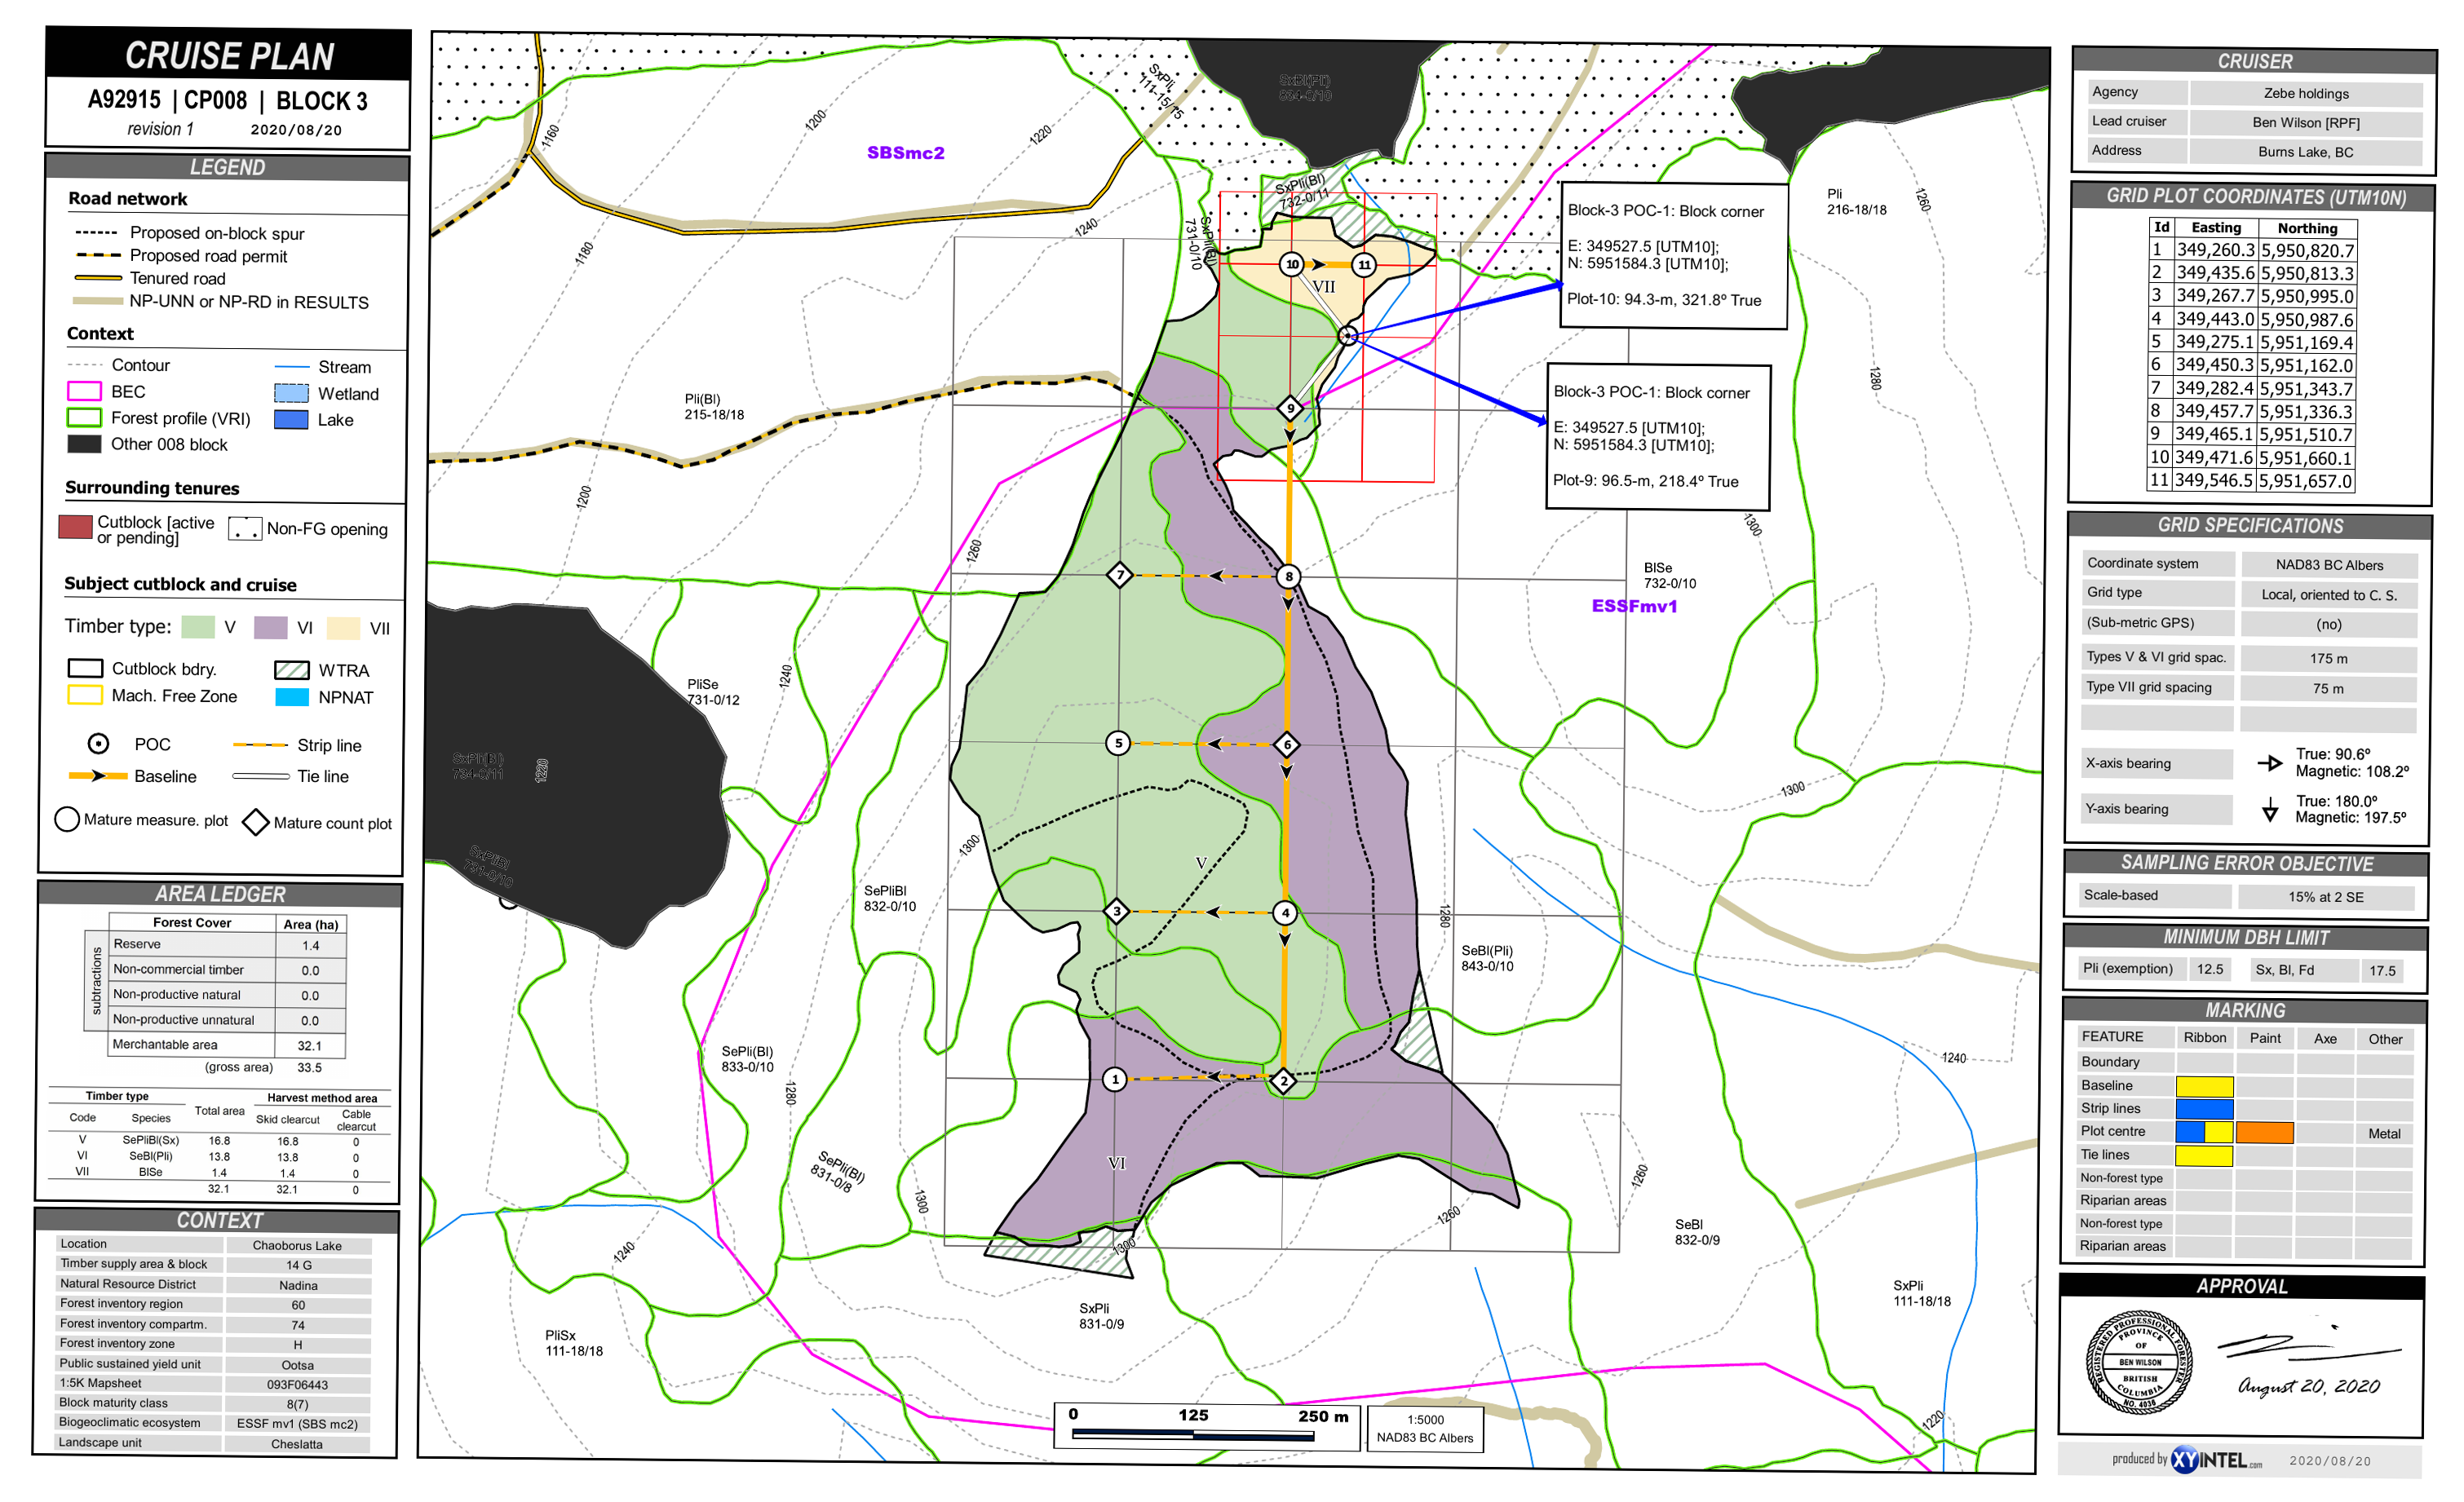 CRUISE PLAN
A92915 | CP008 | BLOCK 3
revision 1 2020/08/20
LEGEND
Road network
Proposed on-block spur
Proposed road permit
Tenured road
NP-UNN or NP-RD in RESULTS
Context
Contour Stream
BEC Wetland
Forest profile (VRI) Lake
Other 008 block
Surrounding tenures
Cutblock [active
or pending] Non-FG opening
Subject cutblock and cruise
Timber type: V VI VII
Cutblock bdry. WTRA
Mach. Free Zone NPNAT
POC Strip line
Baseline Tie line
Mature measure. plot Mature count plot
AREA LEDGER
Forest Cover Area (ha)
subtractions
Reserve 1.4
Non-commercial timber 0.0
Non-productive natural 0.0
Non-productive unnatural 0.0
Merchantable area 32.1
(gross area) 33.5
Timber type Total area Harvest method area
Code Species Skid clearcut Cable
clearcut
V SePliBl(Sx) 16.8 16.8 0
VI SeBl(Pli) 13.8 13.8 0
VII BlSe 1.4 1.4 0
32.1 32.1 0
CONTEXT
Location Chaoborus Lake
Timber supply area & block 14 G
Natural Resource District Nadina
Forest inventory region 60
Forest inventory compartm. 74
Forest inventory zone H
Public sustained yield unit Ootsa
1:5K Mapsheet 093F06443
Block maturity class 8(7)
Biogeoclimatic ecosystem ESSF mv1 (SBS mc2)
Landscape unit Cheslatta
1160
1200
1220
SxPli
111-15/15
SxBl(Pl)
824-0/10
SBSmc2
1180
1240
SxPli(Bl)
732-0/11
SxPli(Bl)
731-0/10
Pli
216-18/18
1260
Block-3 POC-1: Block corner
E: 349527.5 [UTM10];
N: 5951584.3 [UTM10];
Plot-10: 94.3-m, 321.8º True
10 11
VII
Block-3 POC-1: Block corner
E: 349527.5 [UTM10];
N: 5951584.3 [UTM10];
Plot-9: 96.5-m, 218.4º True
1280
Pli(Bl)
215-18/18
9
1200
1260
1300
7 8
BlSe
732-0/10
ESSFmv1
PliSe
731-0/12
1240
5 6
SxPli(Bl)
734-0/11
1220
1300
SxPliBl
731-0/10
1300
V
SePliBl
832-0/10
3 4
1280
SeBl(Pli)
843-0/10
SePli(Bl)
833-0/10
1240
1280
1 2
VI
SePli(Bl)
831-0/8
1260
1300
1260
1300
1240
SeBl
832-0/9
SxPli
111-18/18
SxPli
831-0/9
PliSx
111-18/18
1220
0 125 250 m
1:5000
NAD83 BC Albers
CRUISER
Agency Zebe holdings
Lead cruiser Ben Wilson [RPF]
Address Burns Lake, BC
GRID PLOT COORDINATES (UTM10N)
Id Easting Northing
1 349,260.3 5,950,820.7
2 349,435.6 5,950,813.3
3 349,267.7 5,950,995.0
4 349,443.0 5,950,987.6
5 349,275.1 5,951,169.4
6 349,450.3 5,951,162.0
7 349,282.4 5,951,343.7
8 349,457.7 5,951,336.3
9 349,465.1 5,951,510.7
10 349,471.6 5,951,660.1
11 349,546.5 5,951,657.0
GRID SPECIFICATIONS
Coordinate system NAD83 BC Albers
Grid type Local, oriented to C. S.
(Sub-metric GPS) (no)
Types V & VI grid spac. 175 m
Type VII grid spacing 75 m
X-axis bearing True: 90.6º
Magnetic: 108.2º
Y-axis bearing True: 180.0º
Magnetic: 197.5º
SAMPLING ERROR OBJECTIVE
Scale-based 15% at 2 SE
MINIMUM DBH LIMIT
Pli (exemption) 12.5 Sx, Bl, Fd 17.5
MARKING
FEATURE Ribbon Paint Axe Other
Boundary
Baseline
Strip lines
Plot centre Metal
Tie lines
Non-forest type
Riparian areas
Non-forest type
Riparian areas
APPROVAL
REGISTERED PROFESSIONAL FORESTER
PROVINCE
OF
BEN WILSON
BRITISH
COLUMBIA
NO. 4036
August 20, 2020
produced by XYINTEL.com 2020/08/20